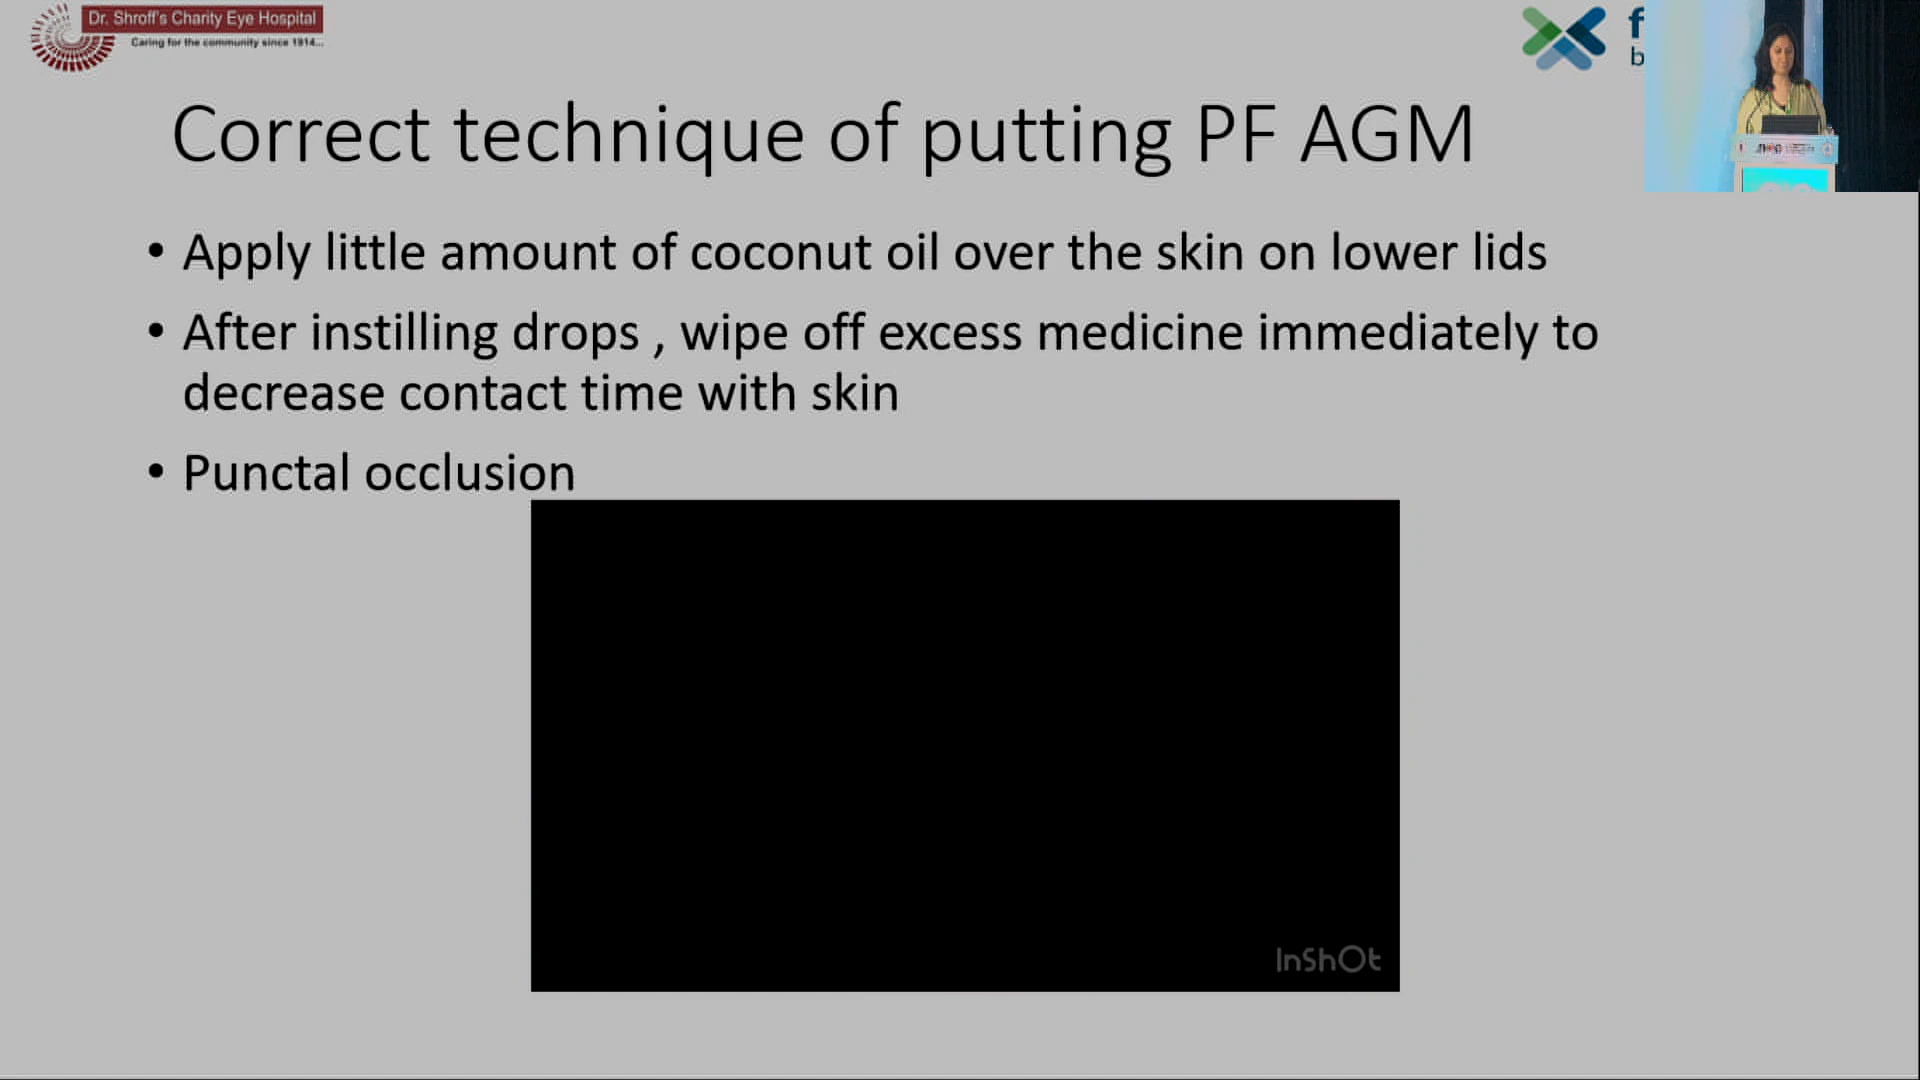 Dr. Shroff's Charity Eye Hospital
Caring for the community since 1914...
f
b
Correct technique of putting PF AGM
• Apply little amount of coconut oil over the skin on lower lids
• After instilling drops , wipe off excess medicine immediately to
decrease contact time with skin
• Punctal occlusion
InShOt